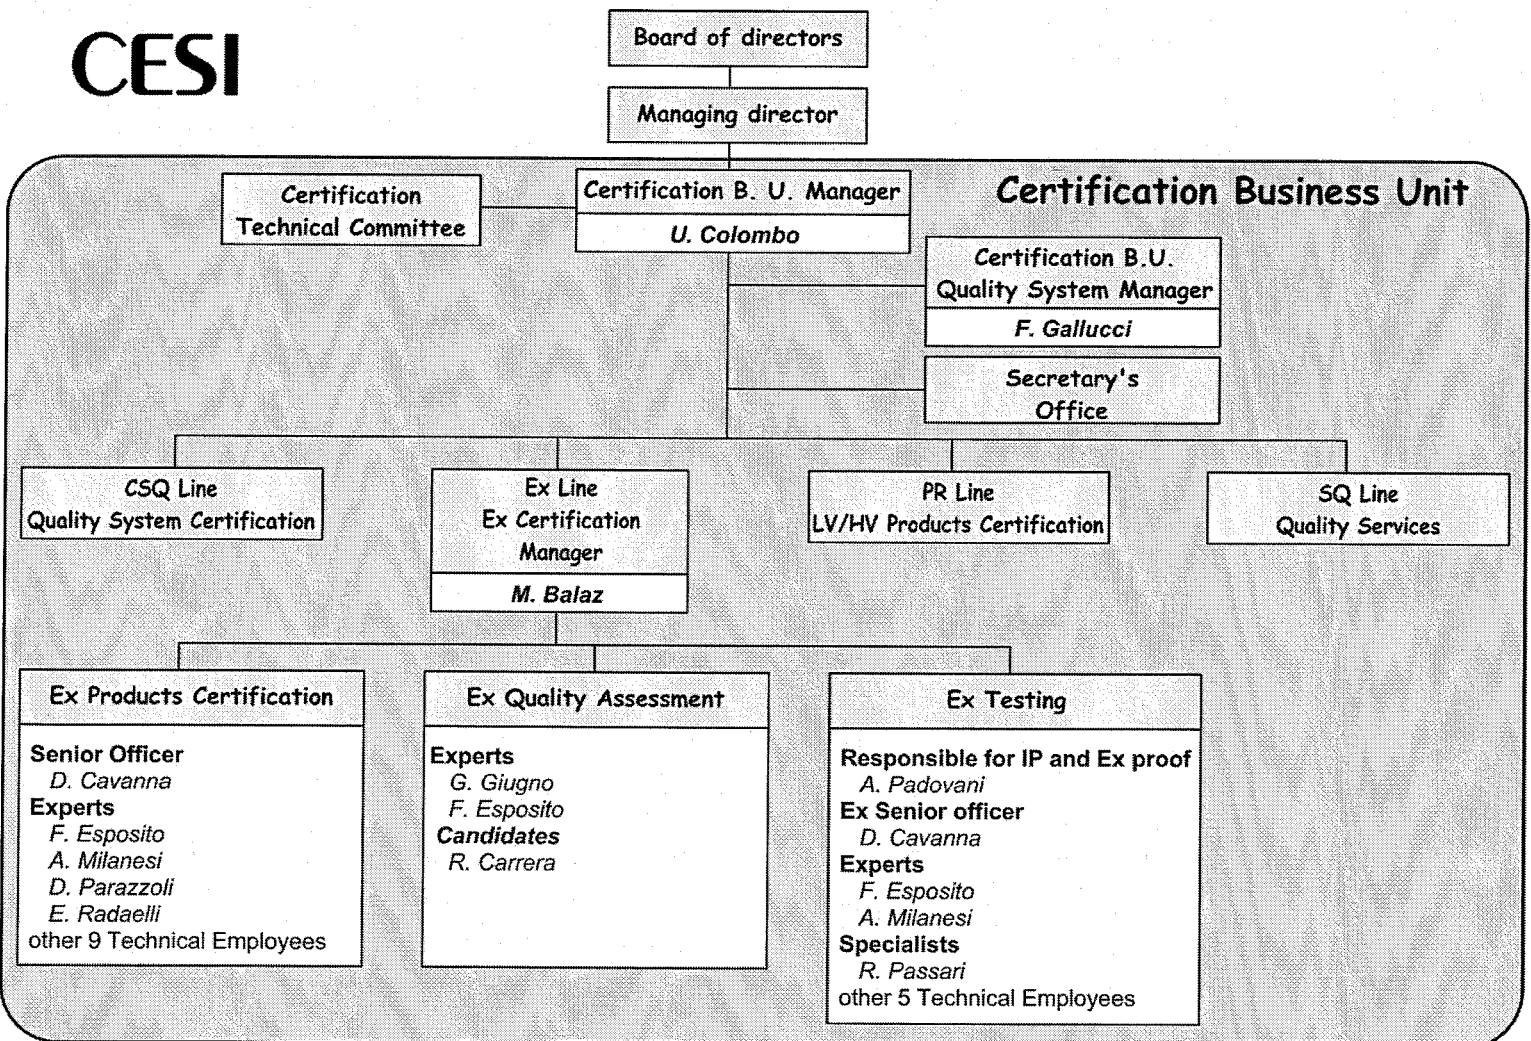 CESI
Board of directors
Managing director
Certification Business Unit
Certification
Technical Committee
Certification B. U. Manager
U. Colombo
Certification B.U.
Quality System Manager
F. Gallucci
Secretary's
Office
CSQ Line
Quality System Certification
Ex Line
Ex Certification
Manager
M. Balaz
PR Line
LV/HV Products Certification
SQ Line
Quality Services
Ex Products Certification
Senior Officer
D. Cavanna
Experts
F. Esposito
A. Milanesi
D. Parazzoli
E. Radaelli
other 9 Technical Employees
Ex Quality Assessment
Experts
G. Giugno
F. Esposito
Candidates
R. Carrera
Ex Testing
Responsible for IP and Ex proof
A. Padovani
Ex Senior officer
D. Cavanna
Experts
F. Esposito
A. Milanesi
Specialists
R. Passari
other 5 Technical Employees